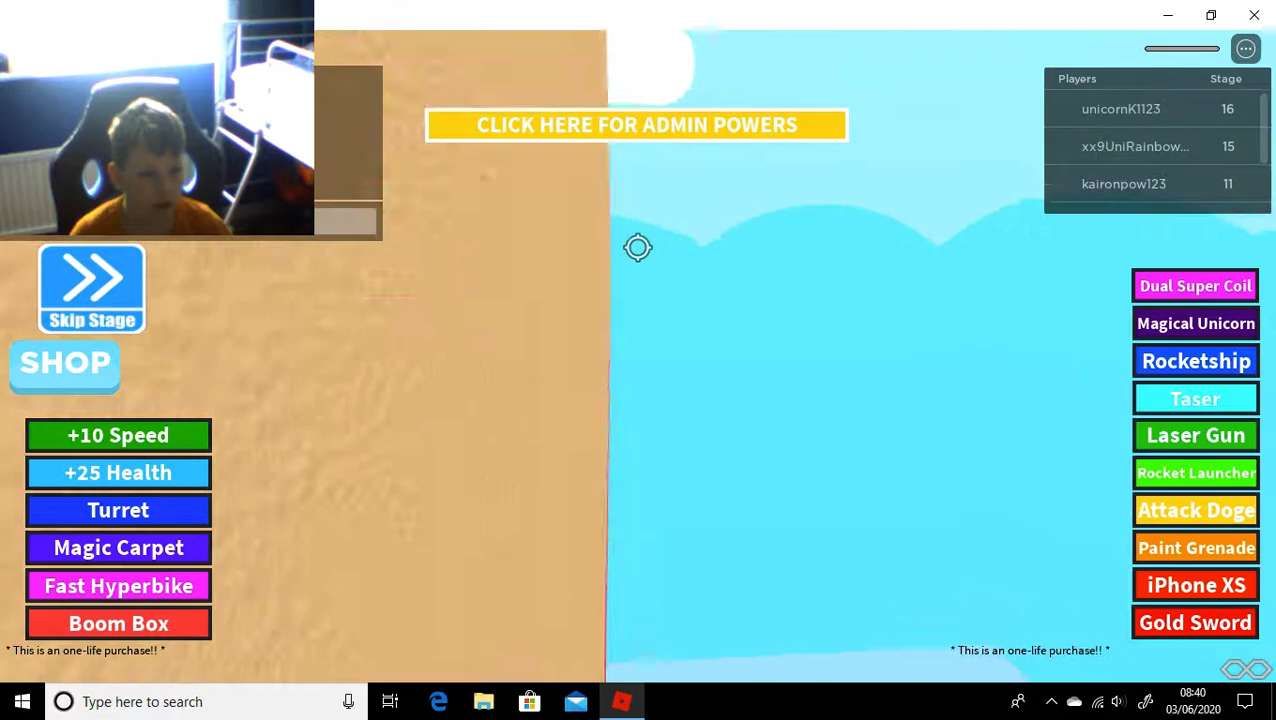 CLICK HERE FOR ADMIN POWERS
Players Stage
unicornK1123 16
xx9UniRainbow... 15
kaironpow123 11
Skip Stage
SHOP
+10 Speed
+25 Health
Turret
Magic Carpet
Fast Hyperbike
Boom Box
* This is an one-life purchase!! *
Dual Super Coil
Magical Unicorn
Rocketship
Taser
Laser Gun
Rocket Launcher
Attack Doge
Paint Grenade
iPhone XS
Gold Sword
* This is an one-life purchase!! *
Type here to search
08:40
03/06/2020